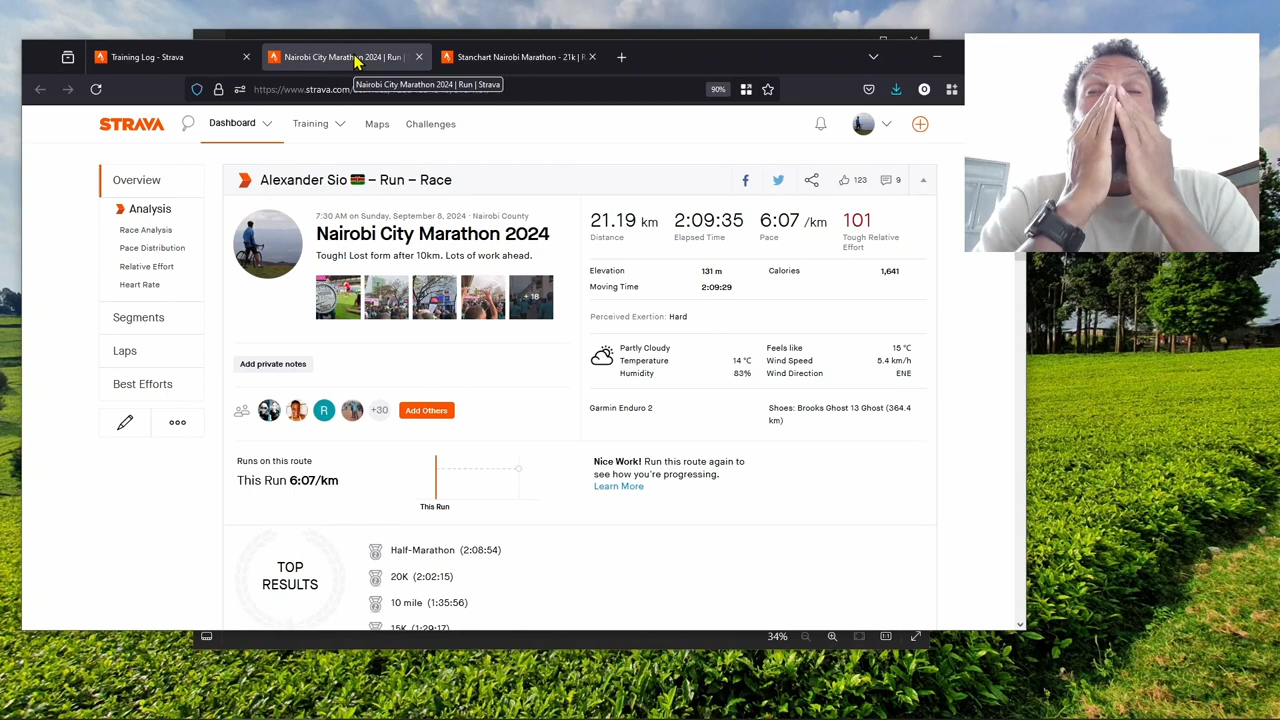 Training Log - Strava
Nairobi City Marathon 2024 | Run |
Stanchart Nairobi Marathon - 21k | R
https://www.strava.com/
Nairobi City Marathon 2024 | Run | Strava
90%
STRAVA
Dashboard
Training
Maps
Challenges
Overview
Analysis
Race Analysis
Pace Distribution
Relative Effort
Heart Rate
Segments
Laps
Best Efforts
Alexander Sio 🇰🇪 – Run – Race
123
9
7:30 AM on Sunday, September 8, 2024 · Nairobi County
Nairobi City Marathon 2024
Tough! Lost form after 10km. Lots of work ahead.
+ 18
Add private notes
R
+30
Add Others
21.19 km
Distance
2:09:35
Elapsed Time
6:07 /km
Pace
101
Tough Relative
Effort
Elevation
131 m
Calories
1,641
Moving Time
2:09:29
Perceived Exertion: Hard
Partly Cloudy
Temperature
14 °C
Humidity
83%
Feels like
15 °C
Wind Speed
5.4 km/h
Wind Direction
ENE
Garmin Enduro 2
Shoes: Brooks Ghost 13 Ghost (364.4
km)
Runs on this route
This Run 6:07/km
This Run
Nice Work! Run this route again to
see how you're progressing.
Learn More
TOP
RESULTS
Half-Marathon (2:08:54)
20K (2:02:15)
10 mile (1:35:56)
15K (1:29:17)
34%
1:1